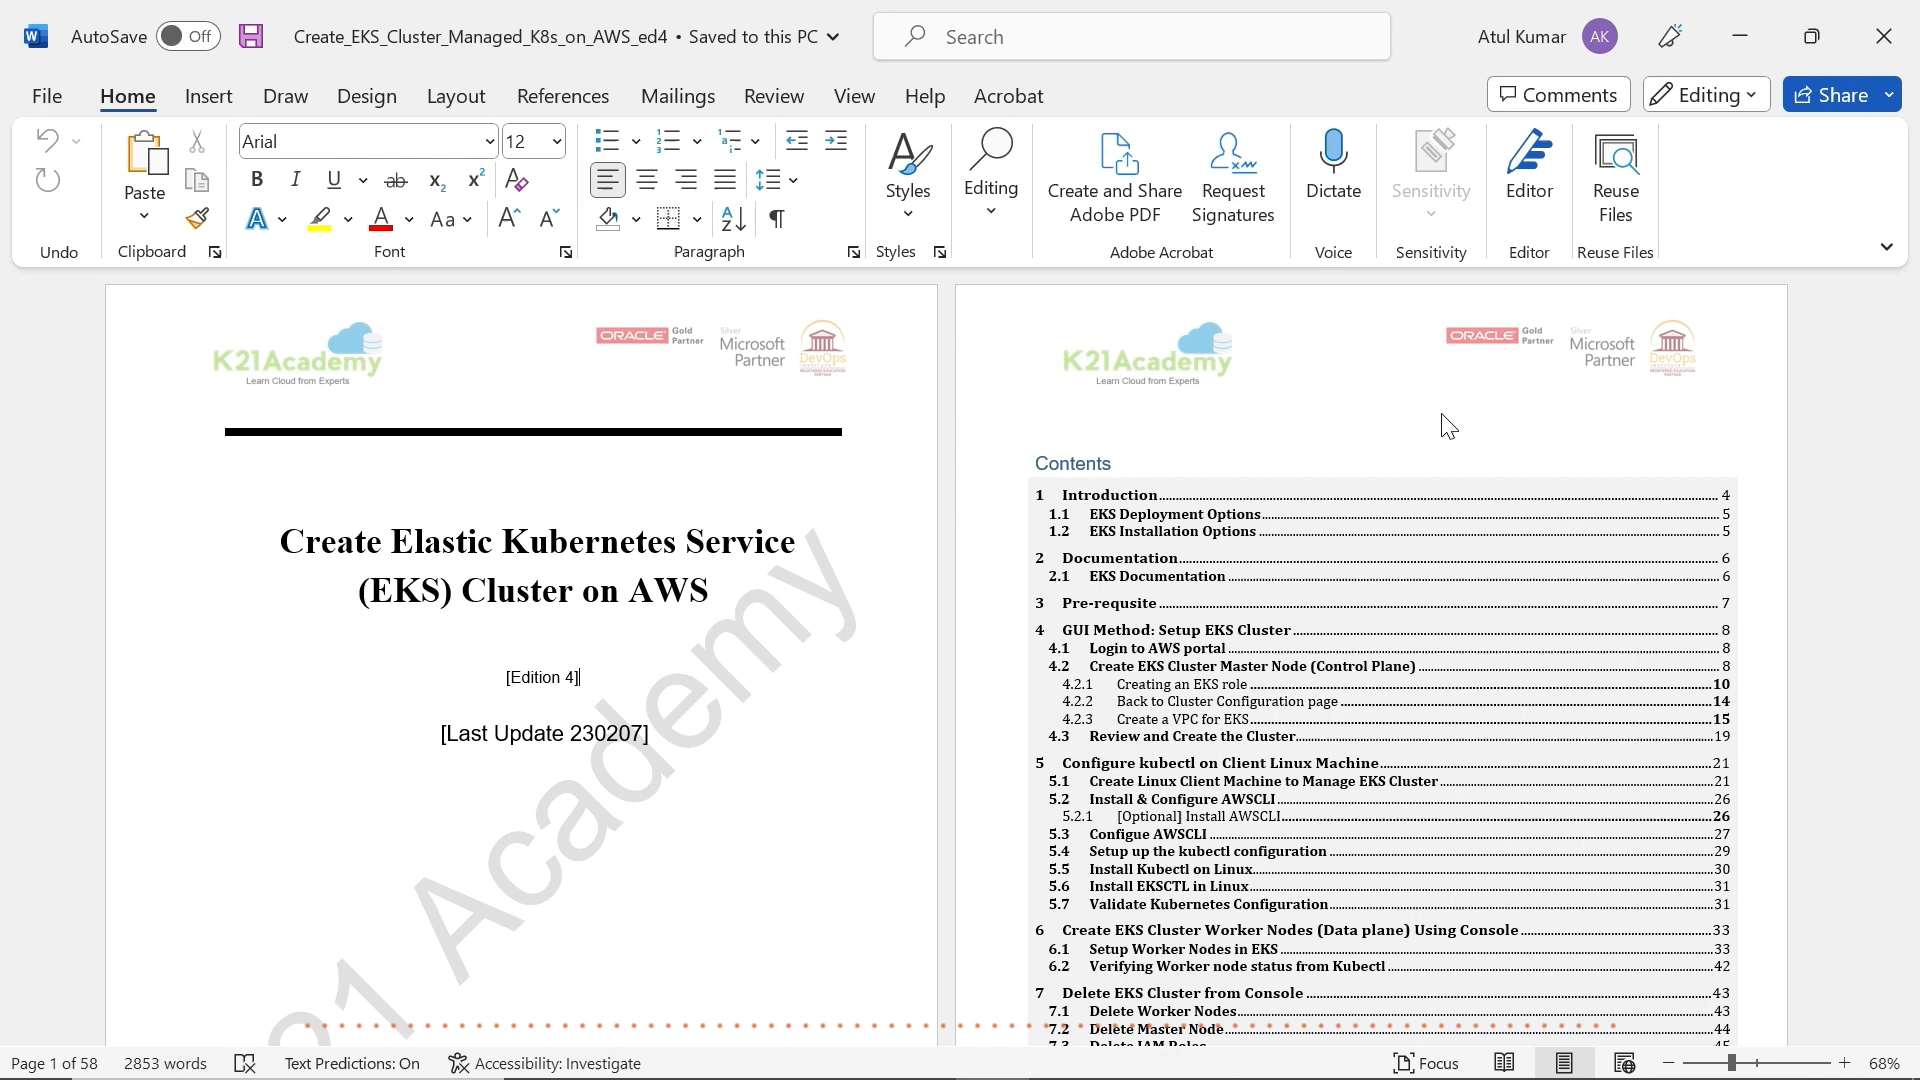 AutoSave Off Create_EKS_Cluster_Managed_K8s_on_AWS_ed4 • Saved to this PC Search Atul Kumar AK
File Home Insert Draw Design Layout References Mailings Review View Help Acrobat Comments Editing Share
Arial 12
Paste Styles Editing Create and Share Adobe PDF Request Signatures Dictate Sensitivity Editor Reuse Files
Undo Clipboard Font Paragraph Styles Adobe Acrobat Voice Sensitivity Editor Reuse Files
K21Academy
Learn Cloud from Experts
ORACLE Gold Partner
Silver Microsoft Partner
DevOps
Create Elastic Kubernetes Service
(EKS) Cluster on AWS
[Edition 4]
[Last Update 230207]
21 Academy
K21Academy
Learn Cloud from Experts
ORACLE Gold Partner
Silver Microsoft Partner
DevOps
Contents
1 Introduction 4
1.1 EKS Deployment Options 5
1.2 EKS Installation Options 5
2 Documentation 6
2.1 EKS Documentation 6
3 Pre-requsite 7
4 GUI Method: Setup EKS Cluster 8
4.1 Login to AWS portal 8
4.2 Create EKS Cluster Master Node (Control Plane) 8
4.2.1 Creating an EKS role 10
4.2.2 Back to Cluster Configuration page 14
4.2.3 Create a VPC for EKS 15
4.3 Review and Create the Cluster 19
5 Configure kubectl on Client Linux Machine 21
5.1 Create Linux Client Machine to Manage EKS Cluster 21
5.2 Install & Configure AWSCLI 26
5.2.1 [Optional] Install AWSCLI 26
5.3 Configue AWSCLI 27
5.4 Setup up the kubectl configuration 29
5.5 Install Kubectl on Linux 30
5.6 Install EKSCTL in Linux 31
5.7 Validate Kubernetes Configuration 31
6 Create EKS Cluster Worker Nodes (Data plane) Using Console 33
6.1 Setup Worker Nodes in EKS 33
6.2 Verifying Worker node status from Kubectl 42
7 Delete EKS Cluster from Console 43
7.1 Delete Worker Nodes 43
7.2 Delete Master Node 44
7.3 Delete IAM Roles 45
Page 1 of 58 2853 words Text Predictions: On Accessibility: Investigate Focus 68%